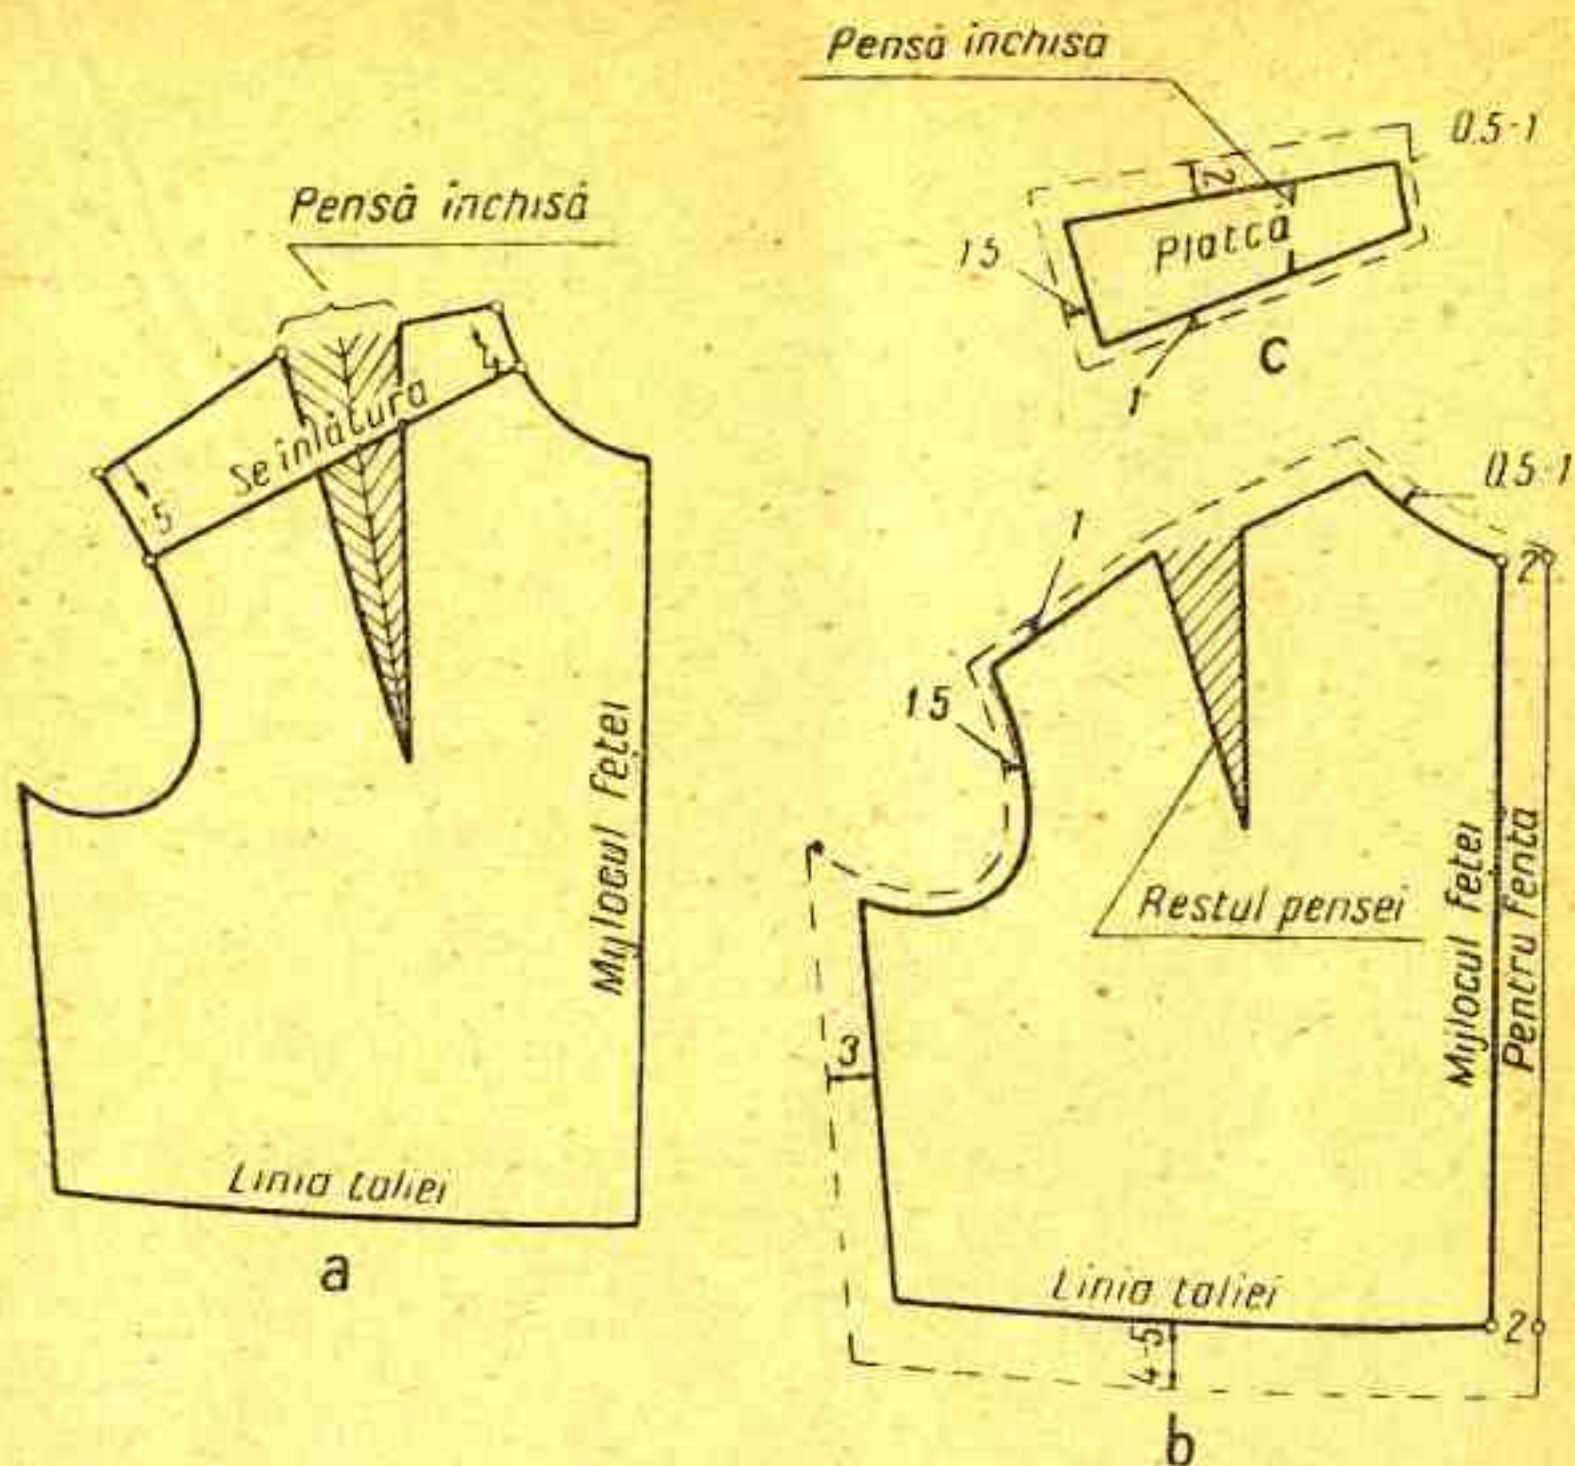 Pensă închisă
4
Se înlătură
5
Mijlocul feței
Linia taliei
a
Pensă închisă
0.5-1
2
Platcă
1 5
1
c
0.5-1
1
2
1 5
Restul pensei
Mijlocul feței
Pentru fentă
3
Linia taliei
2
4-5
b